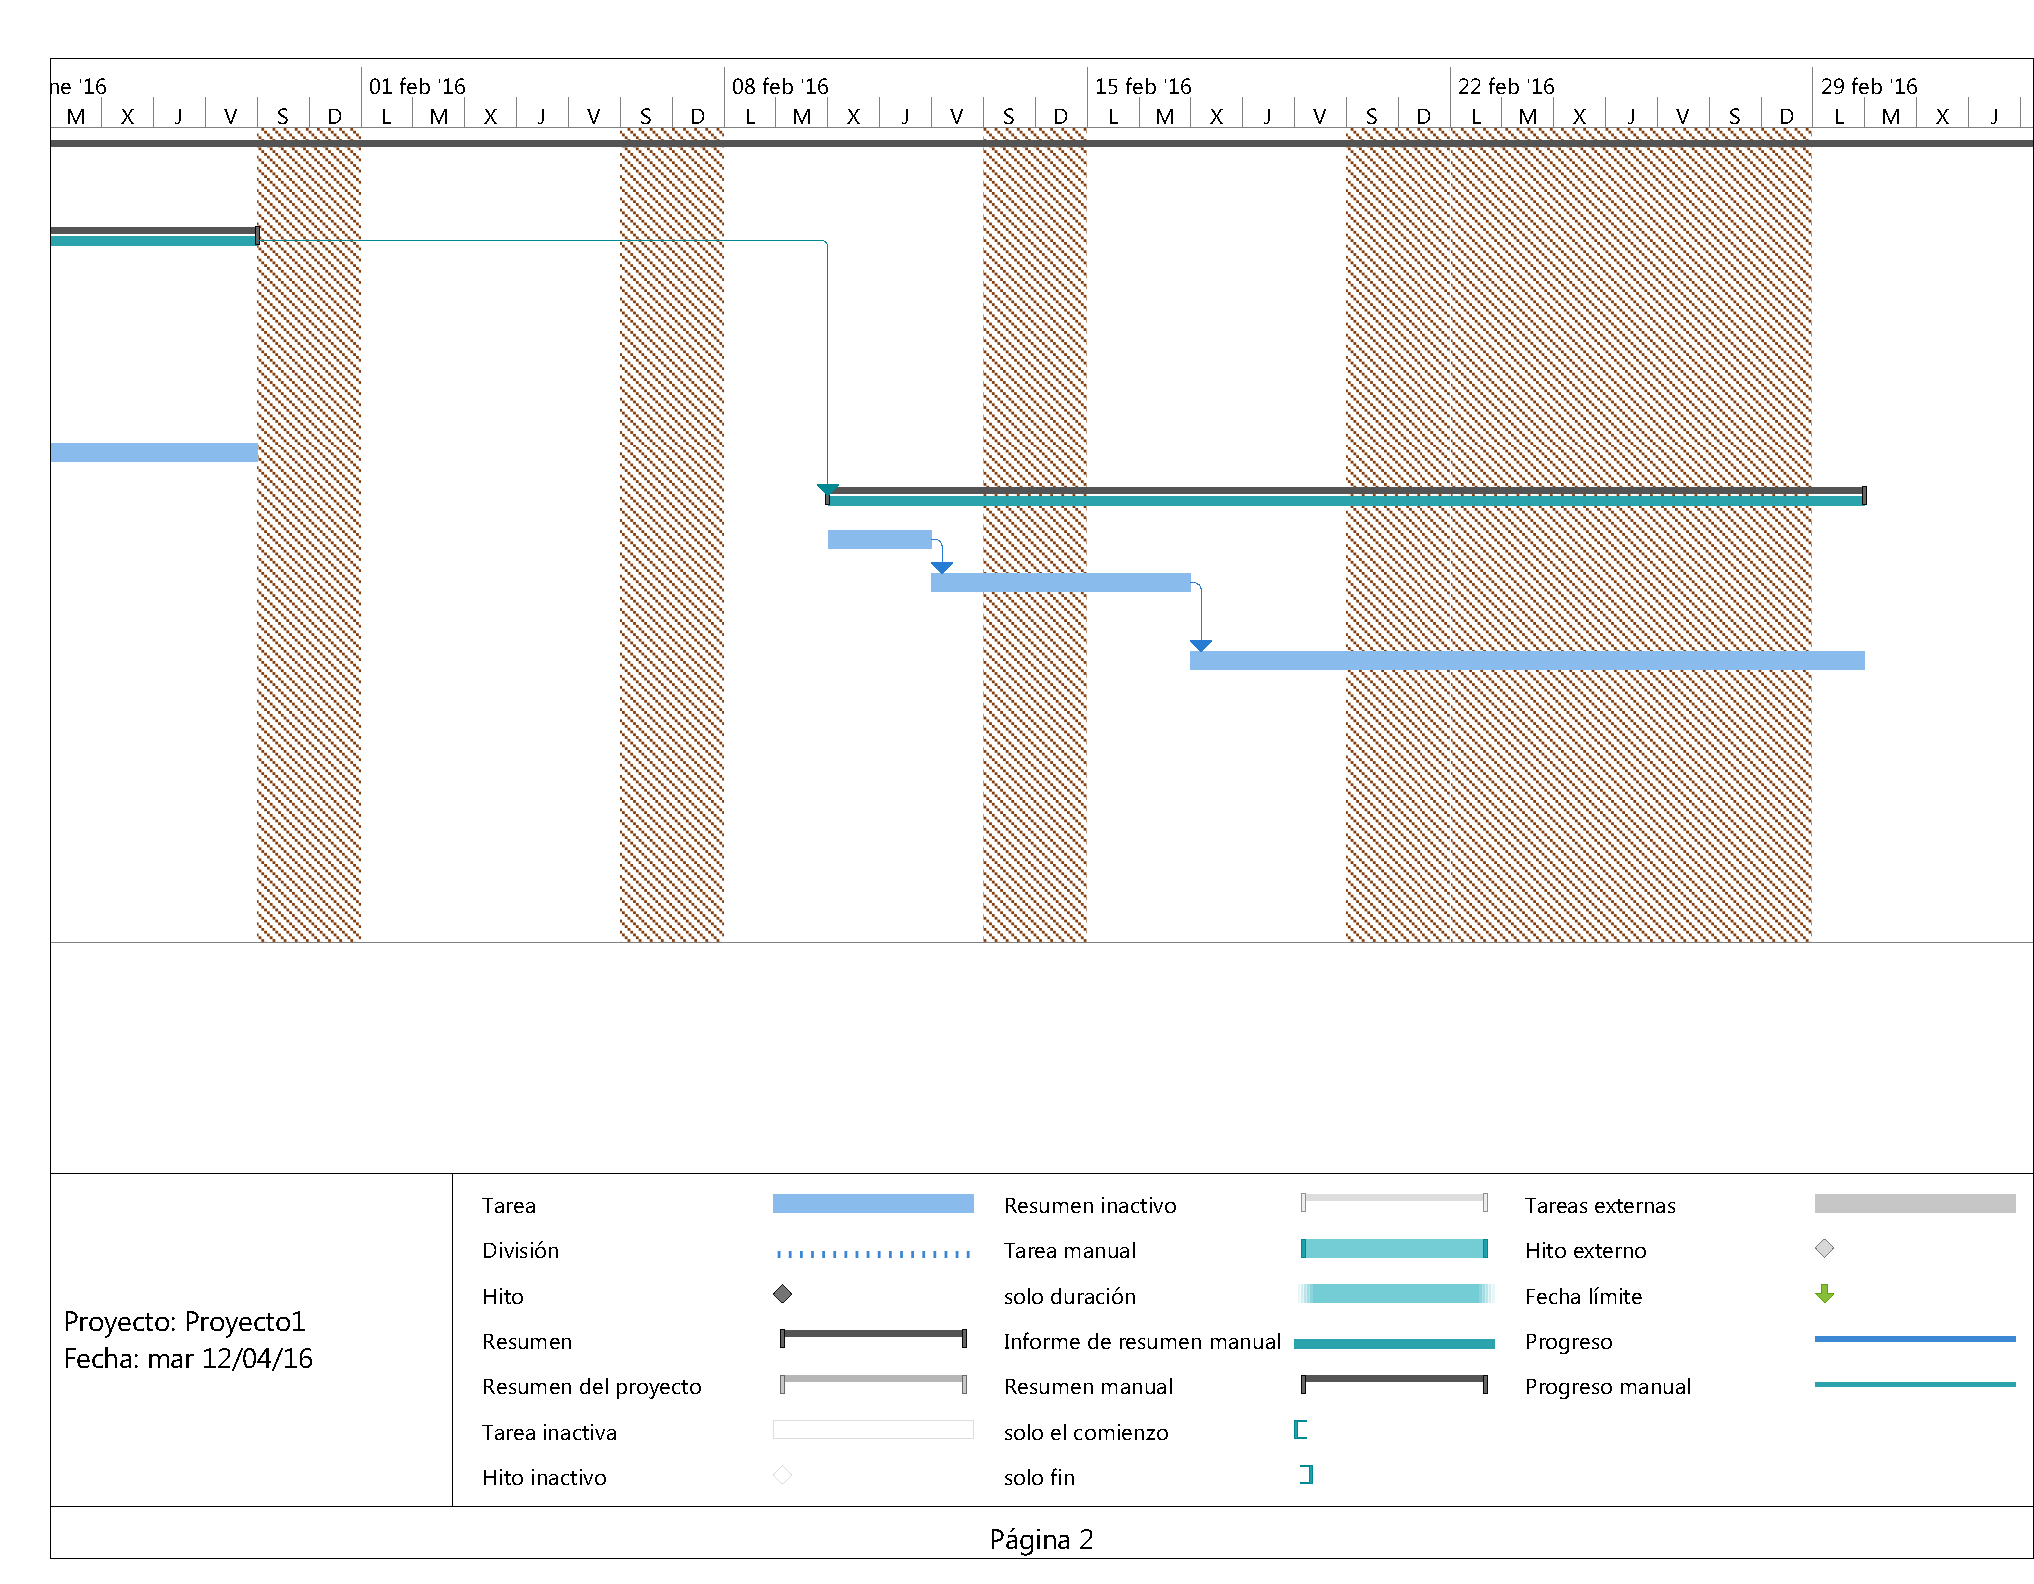 ne '16 01 feb '16 08 feb '16 15 feb '16 22 feb '16 29 feb '16
M X J V S D L M X J V S D L M X J V S D L M X J V S D L M X J V S D L M X J
Tarea Resumen inactivo Tareas externas
División Tarea manual Hito externo
Hito solo duración Fecha límite
Proyecto: Proyecto1
Fecha: mar 12/04/16
Resumen Informe de resumen manual Progreso
Resumen del proyecto Resumen manual Progreso manual
Tarea inactiva solo el comienzo
Hito inactivo solo fin
Página 2